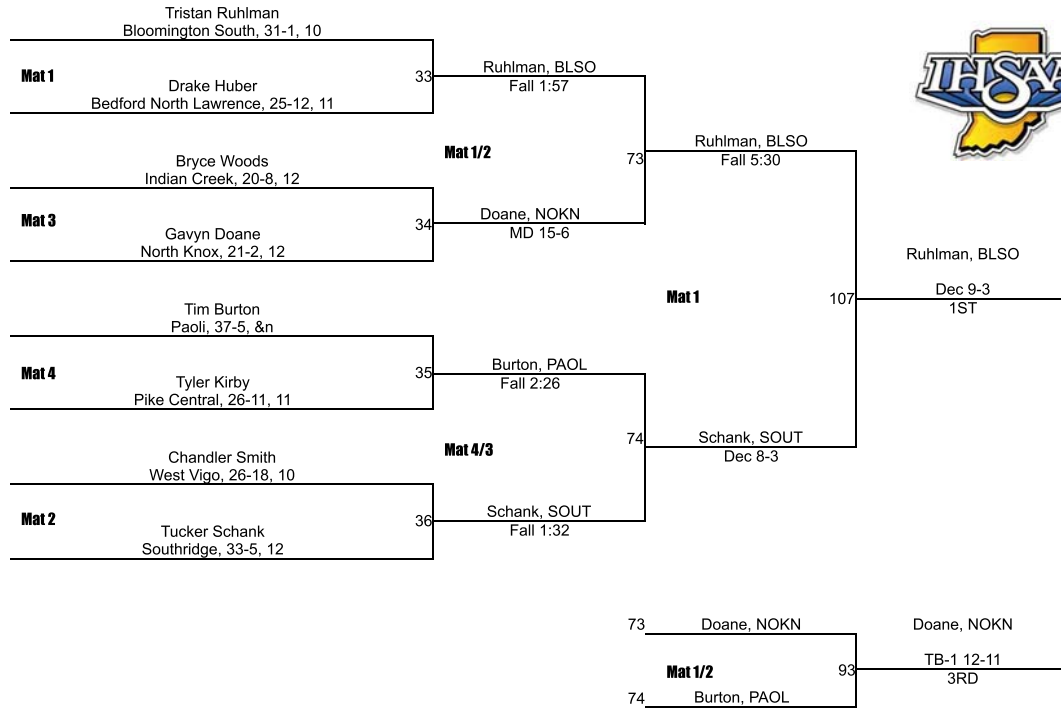 Tristan Ruhlman
Bloomington South, 31-1, 10
Mat 1
33
Drake Huber
Bedford North Lawrence, 25-12, 11
Ruhlman, BLSO
Fall 1:57
Bryce Woods
Indian Creek, 20-8, 12
Mat 1/2
73
Ruhlman, BLSO
Fall 5:30
Mat 3
34
Gavyn Doane
North Knox, 21-2, 12
Doane, NOKN
MD 15-6
Tim Burton
Paoli, 37-5, &n
Mat 1
107
Ruhlman, BLSO
Dec 9-3
1ST
Mat 4
35
Tyler Kirby
Pike Central, 26-11, 11
Burton, PAOL
Fall 2:26
Chandler Smith
West Vigo, 26-18, 10
Mat 4/3
74
Schank, SOUT
Dec 8-3
Mat 2
36
Tucker Schank
Southridge, 33-5, 12
Schank, SOUT
Fall 1:32
73
Doane, NOKN
Mat 1/2
93
74
Burton, PAOL
Doane, NOKN
TB-1 12-11
3RD
IHSAA